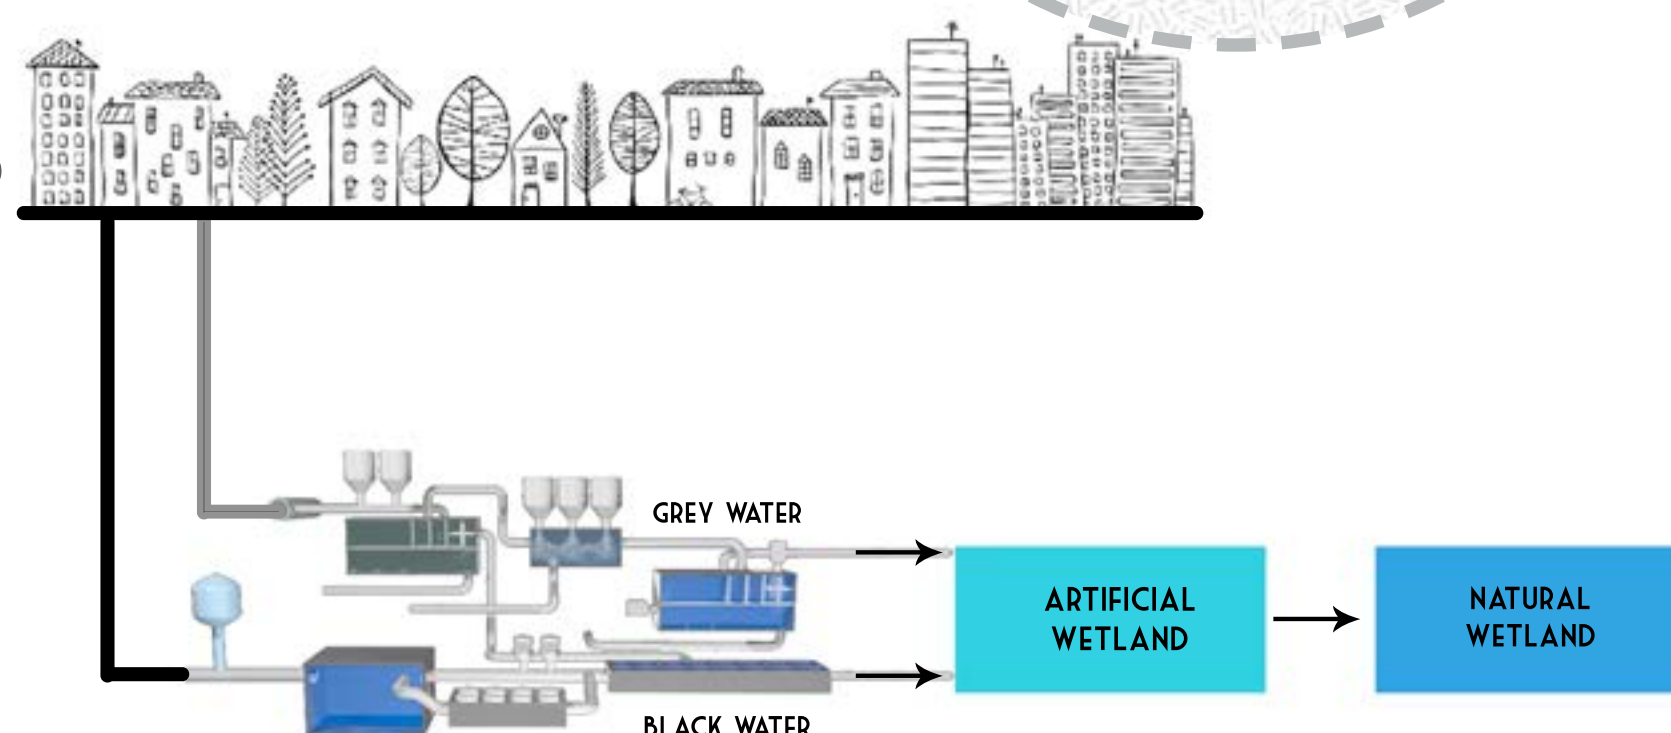 GREY WATER
ARTIFICIAL
WETLAND
NATURAL
WETLAND
BLACK WATER